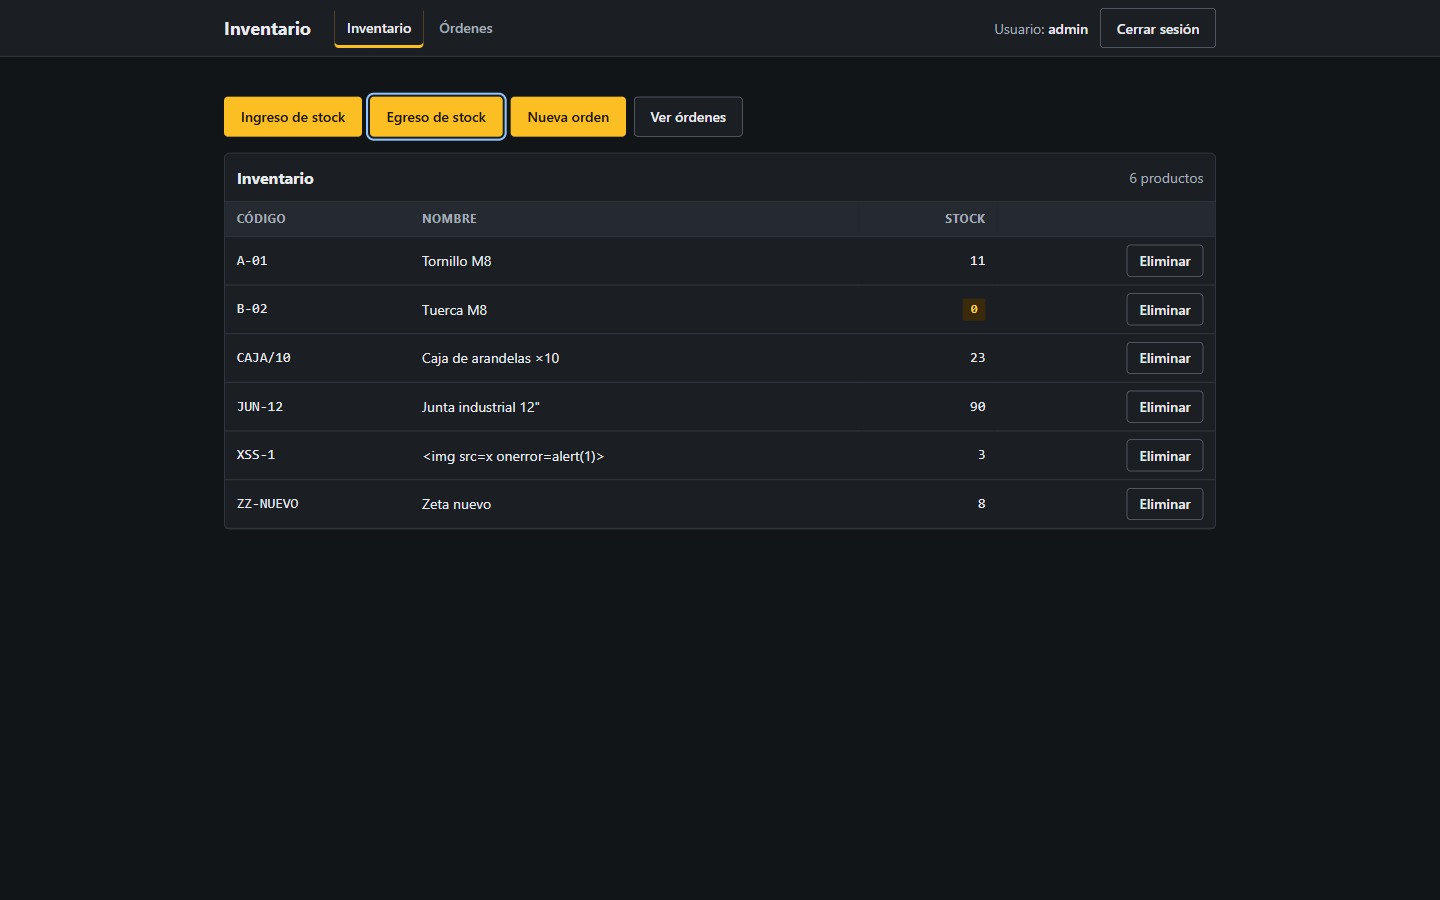 Inventario Inventario Órdenes Usuario: admin Cerrar sesión
Ingreso de stock Egreso de stock Nueva orden Ver órdenes
Inventario 6 productos
CÓDIGO NOMBRE STOCK
A-01 Tornillo M8 11 Eliminar
B-02 Tuerca M8 0 Eliminar
CAJA/10 Caja de arandelas ×10 23 Eliminar
JUN-12 Junta industrial 12" 90 Eliminar
XSS-1 <img src=x onerror=alert(1)> 3 Eliminar
ZZ-NUEVO Zeta nuevo 8 Eliminar